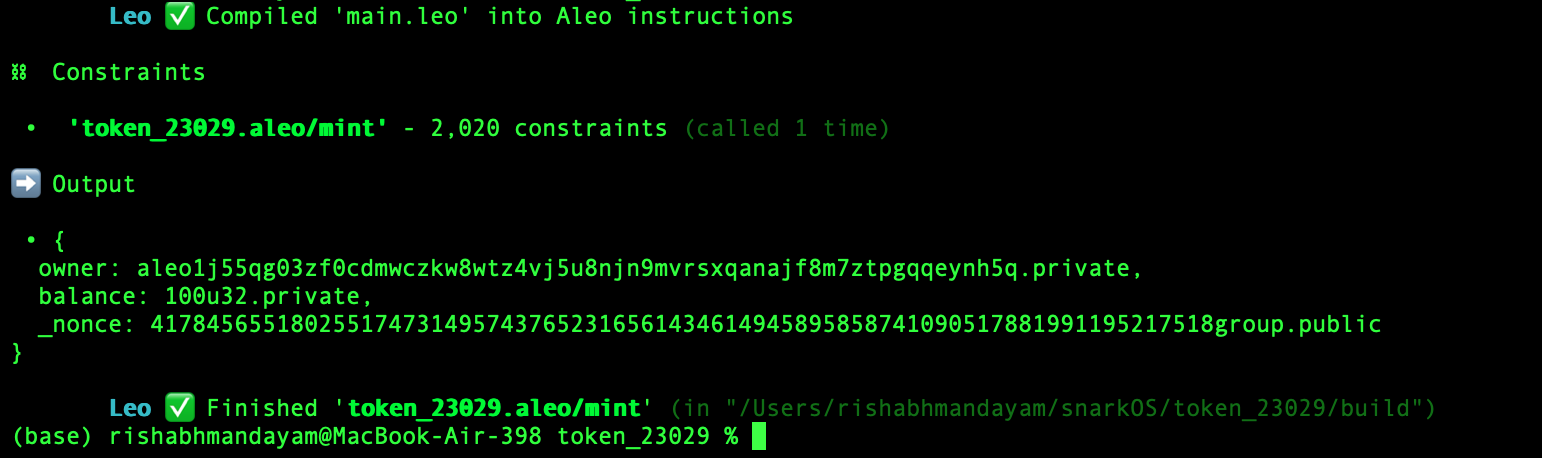 Leo ✅ Compiled 'main.leo' into Aleo instructions
⛓ Constraints
• 'token_23029.aleo/mint' - 2,020 constraints (called 1 time)
➡️ Output
• {
owner: aleo1j55qg03zf0cdmwczkw8wtz4vj5u8njn9mvrsxqanajf8m7ztpgqqeynh5q.private,
balance: 100u32.private,
_nonce: 4178456551802551747314957437652316561434614945895858741090517881991195217518group.public
}
Leo ✅ Finished 'token_23029.aleo/mint' (in "/Users/rishabhmandayam/snarkOS/token_23029/build")
(base) rishabhmandayam@MacBook-Air-398 token_23029 %